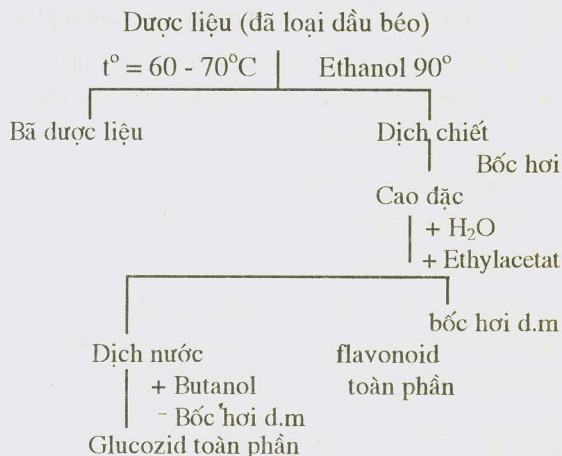 Dược liệu (đã loại dầu béo)
t° = 60 - 70°C Ethanol 90°
Bã dược liệu Dịch chiết
Bốc hơi
Cao đặc
+ H₂O
+ Ethylacetat
bốc hơi d.m
Dịch nước flavonoid
+ Butanol toàn phần
- Bốc hơi d.m
Glucozid toàn phần